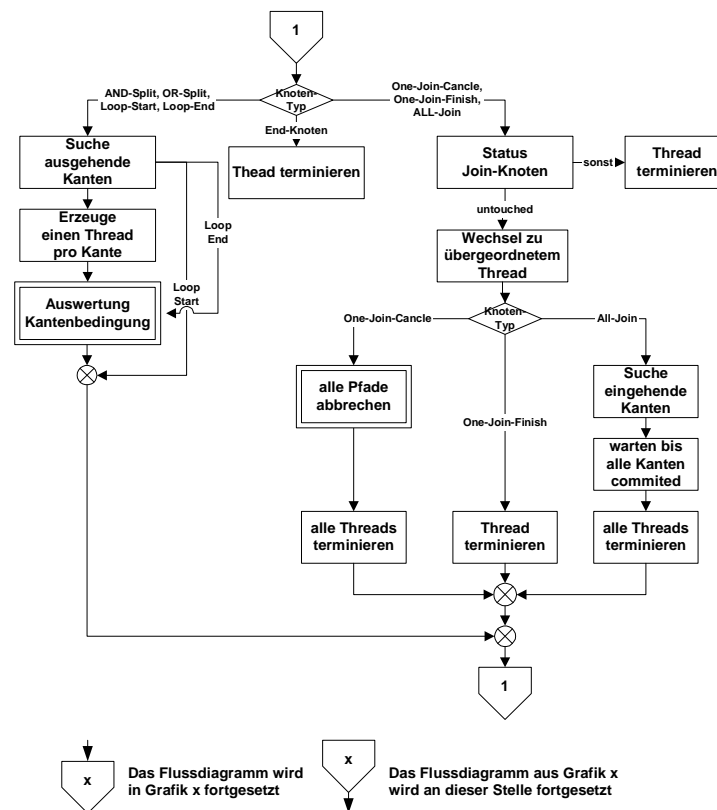 1
AND-Split, OR-Split,
Loop-Start, Loop-End
Knoten-
Typ
One-Join-Cancle,
One-Join-Finish,
ALL-Join
End-Knoten
Suche
ausgehende
Kanten
Thead terminieren
Status
Join-Knoten
sonst
Thread
terminieren
Erzeuge
einen Thread
pro Kante
Loop
End
untouched
Wechsel zu
übergeordnetem
Thread
Loop
Start
Auswertung
Kantenbedingung
One-Join-Cancle
Knoten-
Typ
All-Join
alle Pfade
abbrechen
Suche
eingehende
Kanten
One-Join-Finish
warten bis
alle Kanten
commited
alle Threads
terminieren
Thread
terminieren
alle Threads
terminieren
1
x
Das Flussdiagramm wird
in Grafik x fortgesetzt
x
Das Flussdiagramm aus Grafik x
wird an dieser Stelle fortgesetzt